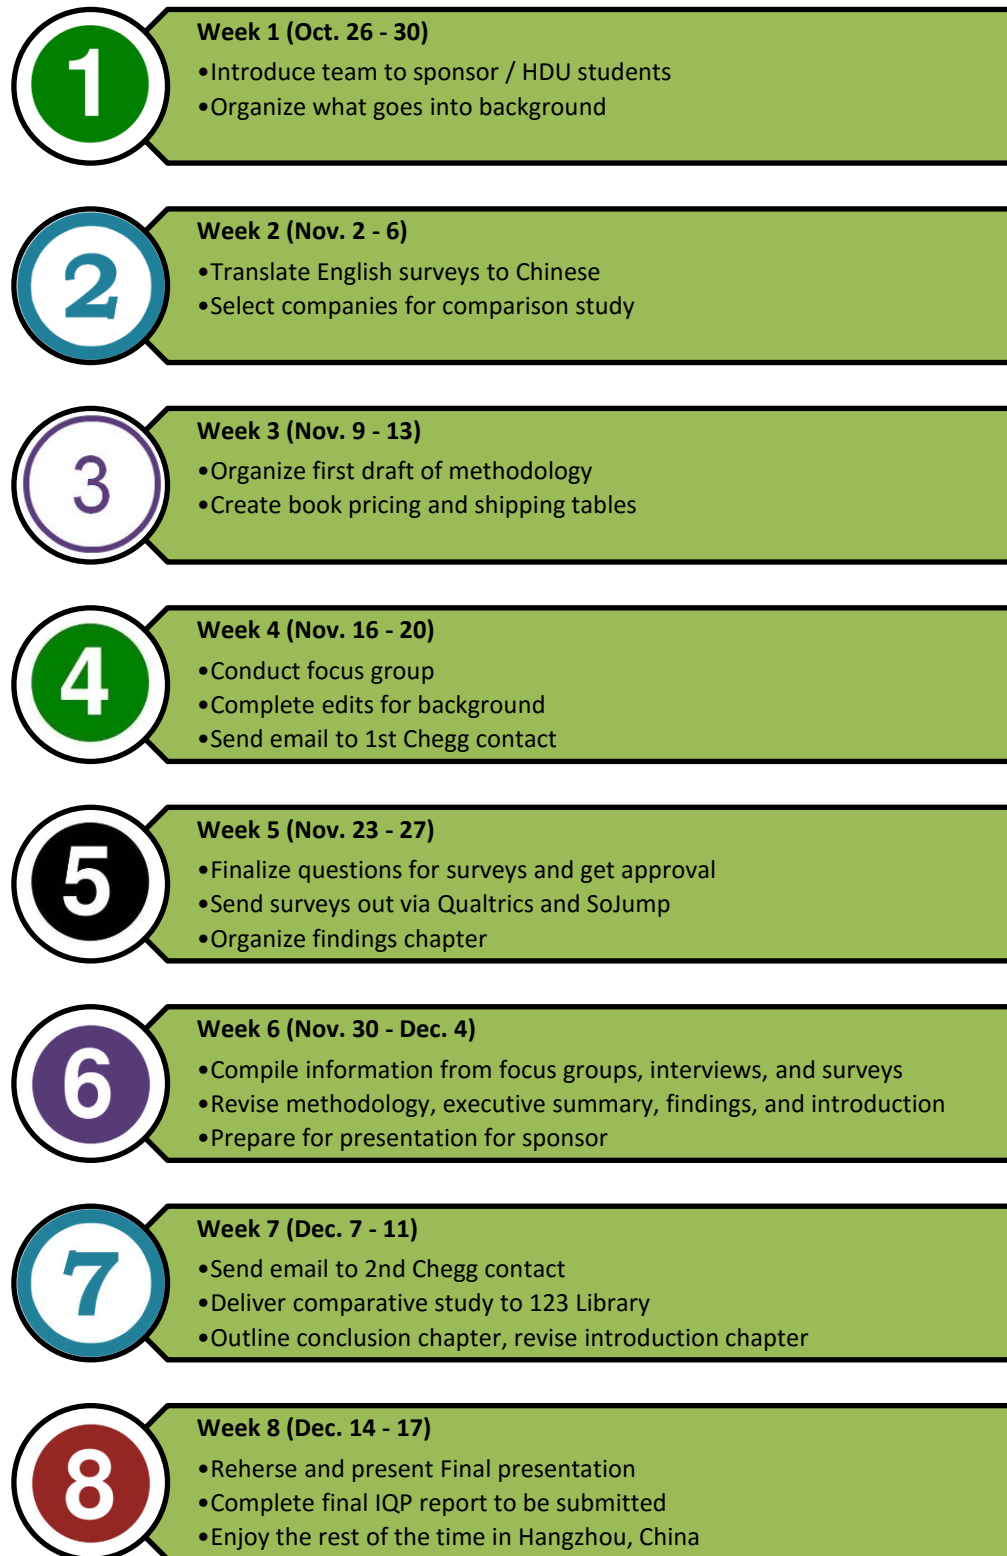 1
Week 1 (Oct. 26 - 30)
•Introduce team to sponsor / HDU students
•Organize what goes into background
2
Week 2 (Nov. 2 - 6)
•Translate English surveys to Chinese
•Select companies for comparison study
3
Week 3 (Nov. 9 - 13)
•Organize first draft of methodology
•Create book pricing and shipping tables
4
Week 4 (Nov. 16 - 20)
•Conduct focus group
•Complete edits for background
•Send email to 1st Chegg contact
5
Week 5 (Nov. 23 - 27)
•Finalize questions for surveys and get approval
•Send surveys out via Qualtrics and SoJump
•Organize findings chapter
6
Week 6 (Nov. 30 - Dec. 4)
•Compile information from focus groups, interviews, and surveys
•Revise methodology, executive summary, findings, and introduction
•Prepare for presentation for sponsor
7
Week 7 (Dec. 7 - 11)
•Send email to 2nd Chegg contact
•Deliver comparative study to 123 Library
•Outline conclusion chapter, revise introduction chapter
8
Week 8 (Dec. 14 - 17)
•Reherse and present Final presentation
•Complete final IQP report to be submitted
•Enjoy the rest of the time in Hangzhou, China